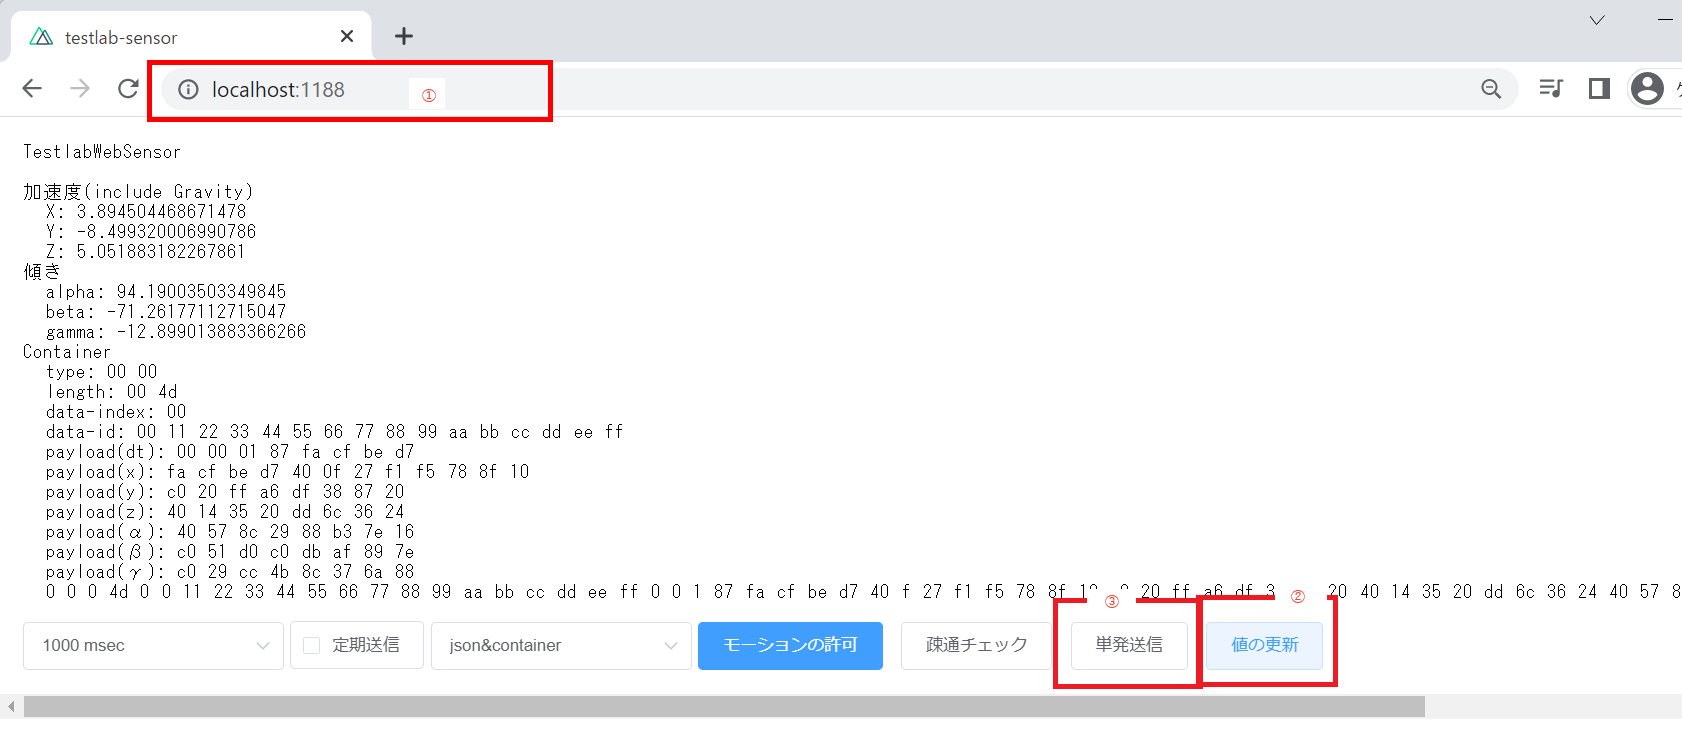 testlab-sensor
localhost:1188
①
TestlabWebSensor
加速度(include Gravity)
X: 3.894504468671478
Y: -8.499320006990786
Z: 5.051883182267861
傾き
alpha: 94.19003503349845
beta: -71.26177112715047
gamma: -12.899013883366266
Container
type: 00 00
length: 00 4d
data-index: 00
data-id: 00 11 22 33 44 55 66 77 88 99 aa bb cc dd ee ff
payload(dt): 00 00 01 87 fa cf be d7
payload(x): fa cf be d7 40 0f 27 f1 f5 78 8f 10
payload(y): c0 20 ff a6 df 38 87 20
payload(z): 40 14 35 20 dd 6c 36 24
payload(α): 40 57 8c 29 88 b3 7e 16
payload(β): c0 51 d0 c0 db af 89 7e
payload(γ): c0 29 cc 4b 8c 37 6a 88
0 0 0 4d 0 0 11 22 33 44 55 66 77 88 99 aa bb cc dd ee ff 0 0 1 87 fa cf be d7 40 f 27 f1 f5 78 8f 20 ff a6 df 20 40 14 35 20 dd 6c 36 24 40 57 8
③
②
1000 msec
定期送信
json&container
モーションの許可
疎通チェック
単発送信
値の更新